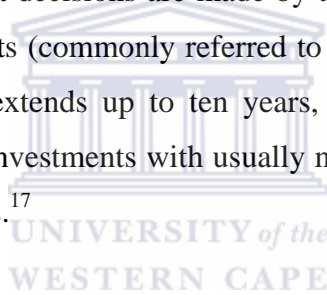 decisions are made by
ts (commonly referred to
extends up to ten years,
nvestments with usually
.17
UNIVERSITY of the
WESTERN CAPE